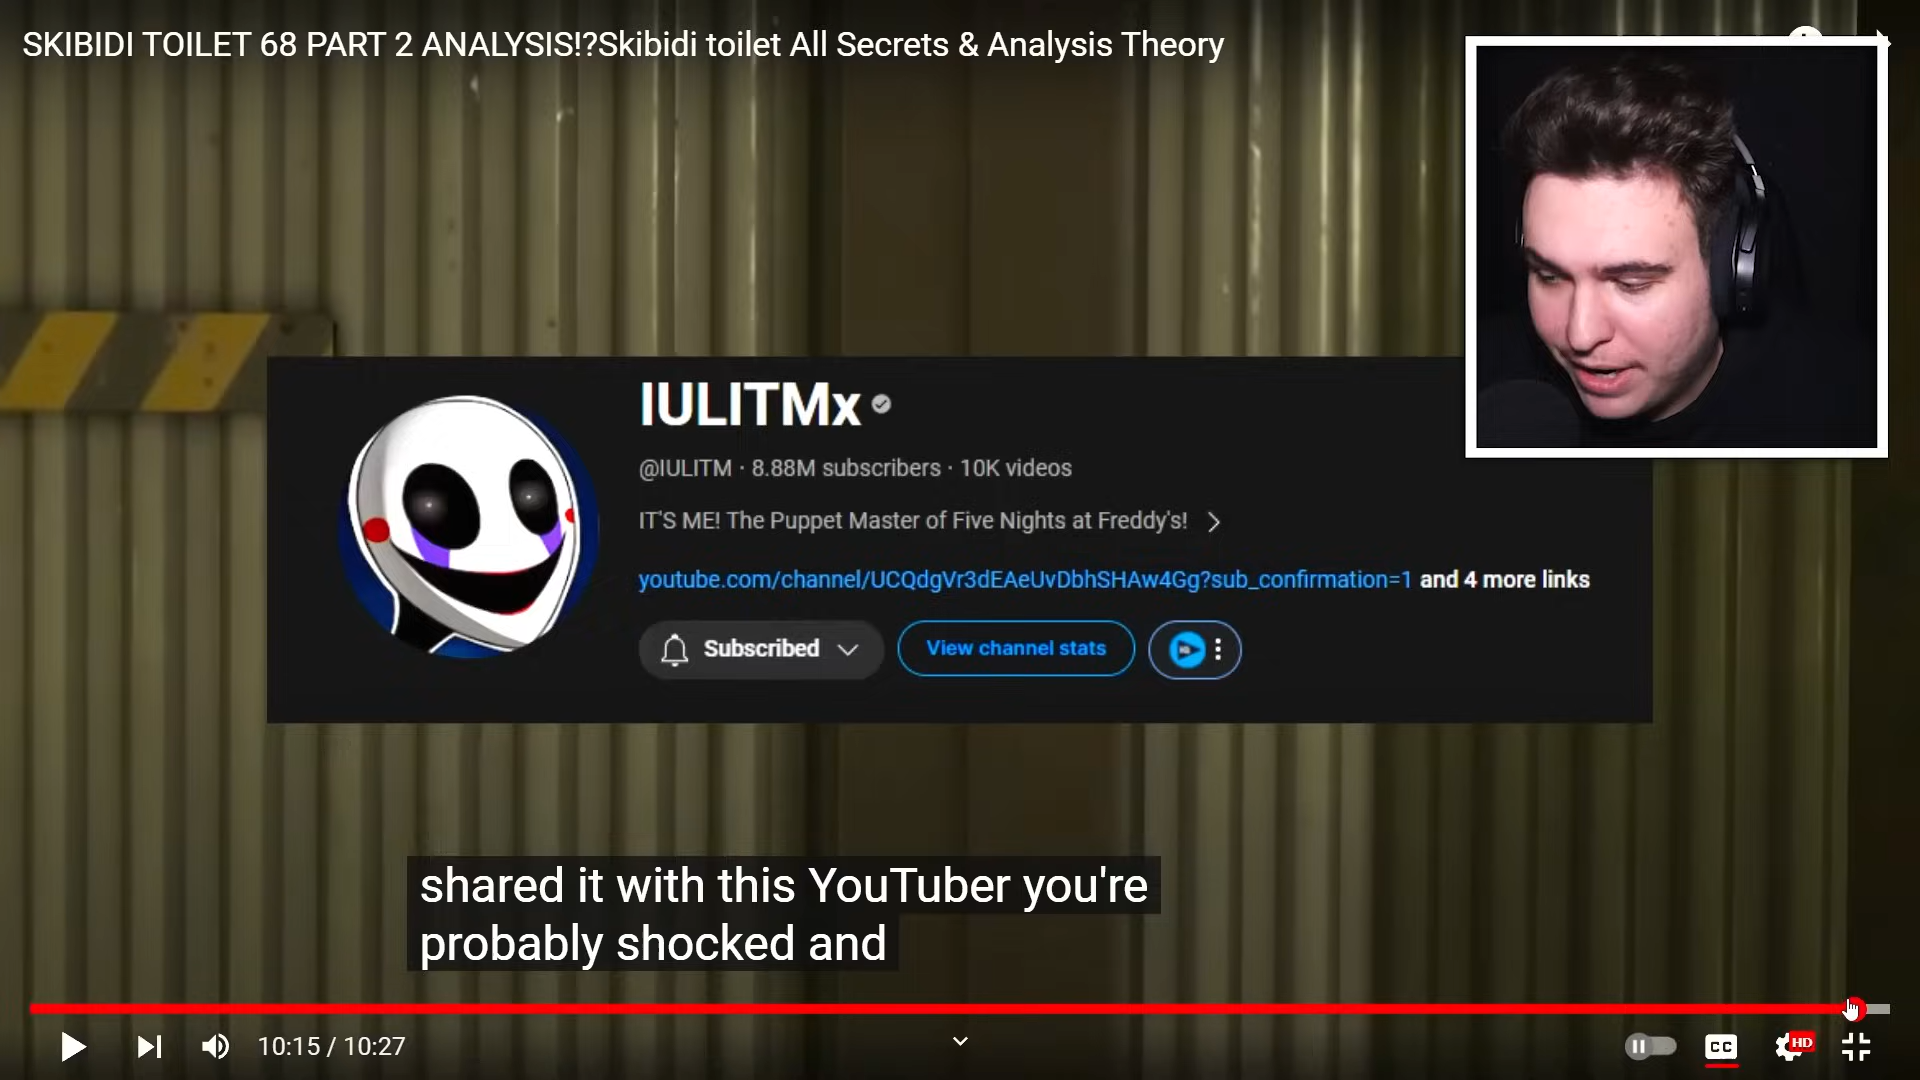 SKIBIDI TOILET 68 PART 2 ANALYSIS!?Skibidi toilet All Secrets & Analysis Theory
IULITMx
@IULITM · 8.88M subscribers · 10K videos
IT'S ME! The Puppet Master of Five Nights at Freddy's!
youtube.com/channel/UCQdgVr3dEAeUvDbhSHAw4Gg?sub_confirmation=1 and 4 more links
Subscribed
View channel stats
shared it with this YouTuber you're
probably shocked and
10:15 / 10:27
CC
HD